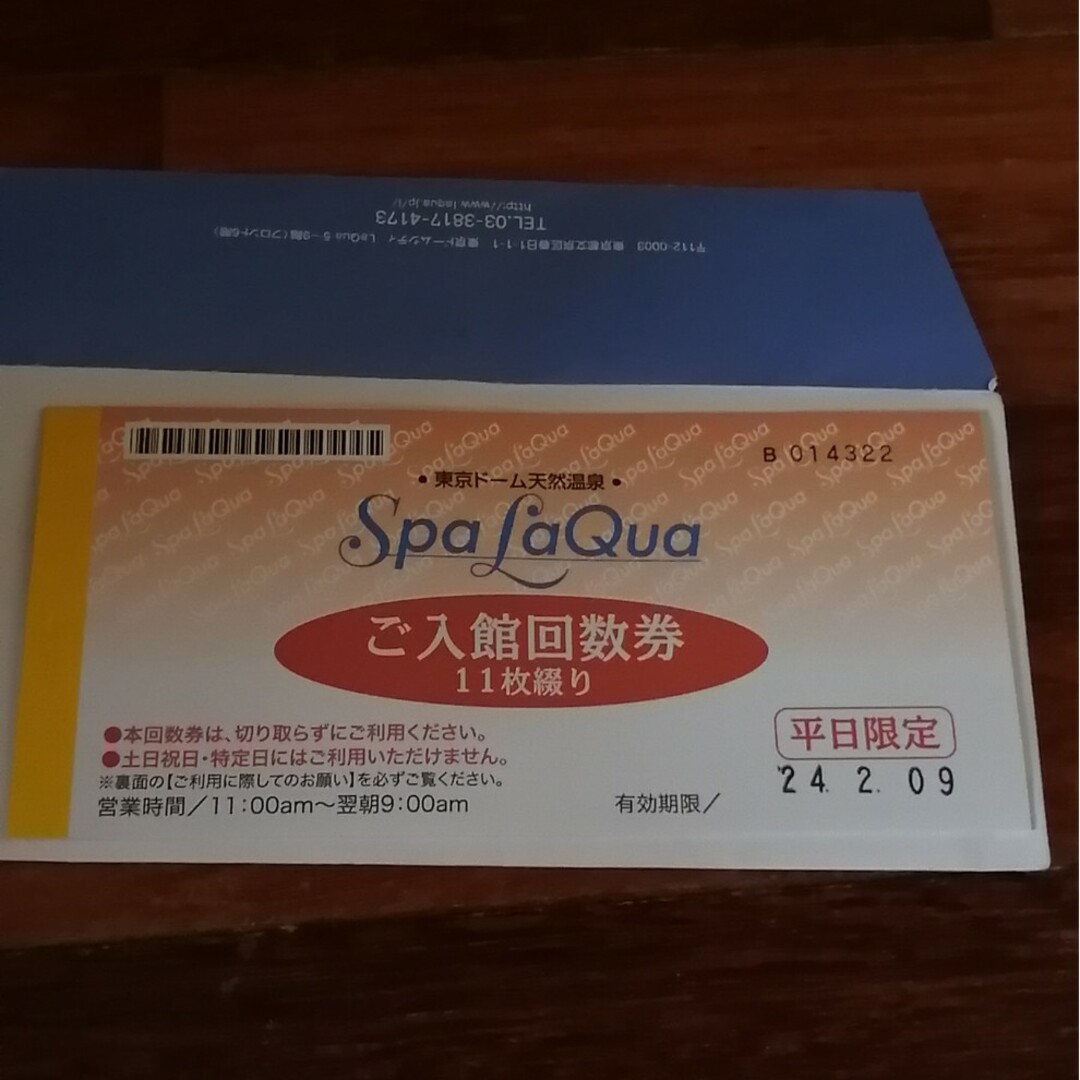 〒112-0003 東京都文京区春日1-1-1 東京ドームシティ LaQua 5～9階（フロント6階）
TEL.03-3817-4173
http://www.laqua.jp/i/
B 014322
•東京ドーム天然温泉•
Spa LaQua
ご入館回数券
11枚綴り
●本回数券は、切り取らずにご利用ください。
●土日祝日・特定日にはご利用いただけません。
※裏面の【ご利用に際してのお願い】を必ずご覧ください。
営業時間／11:00am～翌朝9:00am
平日限定
有効期限／ '24. 2. 09